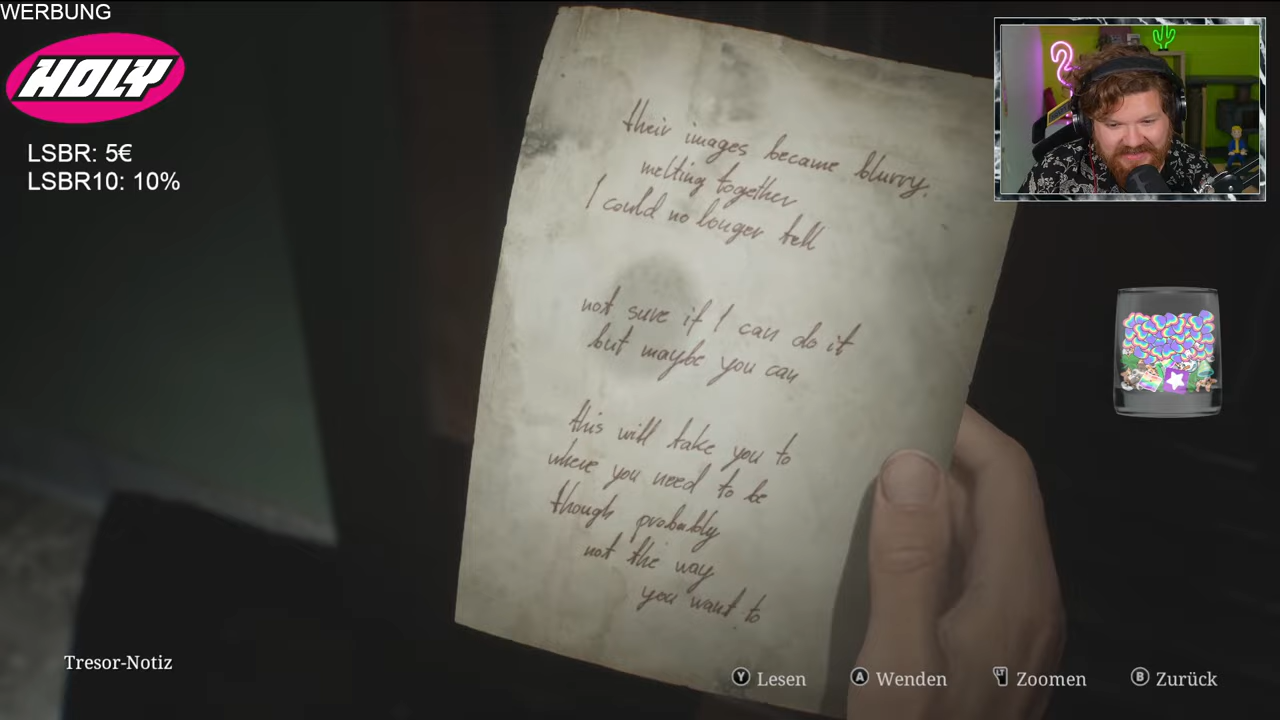 WERBUNG
HOLY
LSBR: 5€
LSBR10: 10%
their images became blurry,
melting together
I could no longer tell
not sure if I can do it
but maybe you can
this will take you to
where you need to be
though probably
not the way
you want to
Tresor-Notiz
Y Lesen
A Wenden
LT Zoomen
B Zurück